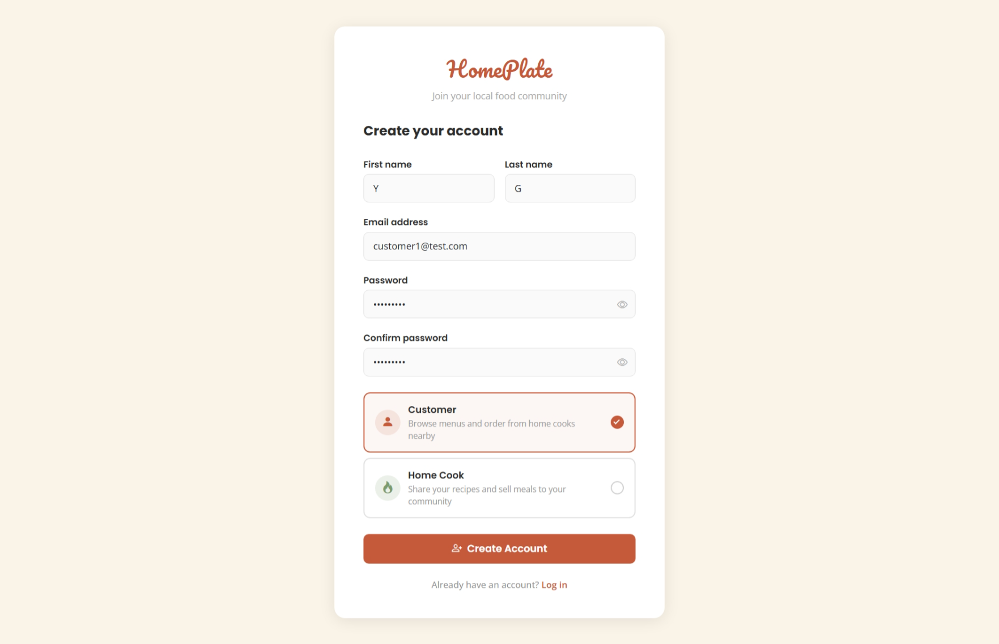 HomePlate
Join your local food community
Create your account
First name
Last name
Y
G
Email address
customer1@test.com
Password
•••••••••
Confirm password
•••••••••
Customer
Browse menus and order from home cooks
nearby
Home Cook
Share your recipes and sell meals to your
community
Create Account
Already have an account? Log in